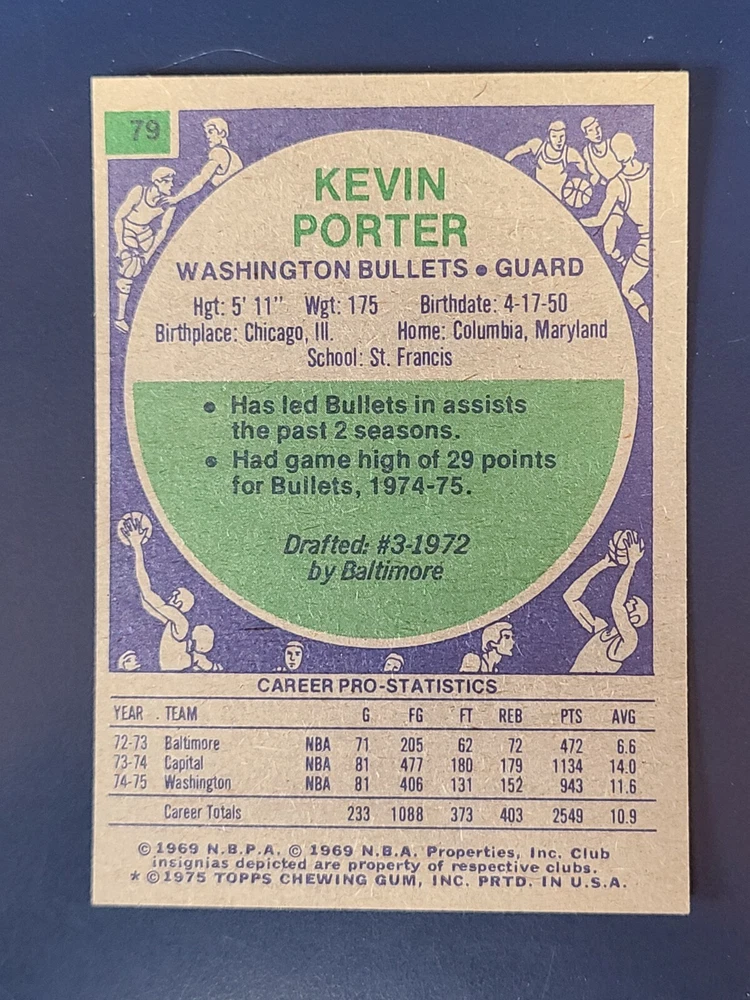 79
KEVIN
PORTER
WASHINGTON BULLETS • GUARD
Hgt: 5' 11" Wgt: 175 Birthdate: 4-17-50
Birthplace: Chicago, Ill. Home: Columbia, Maryland
School: St. Francis
• Has led Bullets in assists
the past 2 seasons.
• Had game high of 29 points
for Bullets, 1974-75.
Drafted: #3-1972
by Baltimore
CAREER PRO-STATISTICS
YEAR TEAM G FG FT REB PTS AVG
72-73 Baltimore NBA 71 205 62 72 472 6.6
73-74 Capital NBA 81 477 180 179 1134 14.0
74-75 Washington NBA 81 406 131 152 943 11.6
Career Totals 233 1088 373 403 2549 10.9
© 1969 N.B.P.A. © 1969 N.B.A. Properties, Inc. Club
insignias depicted are property of respective clubs.
* © 1975 TOPPS CHEWING GUM, INC. PRTD. IN U.S.A.